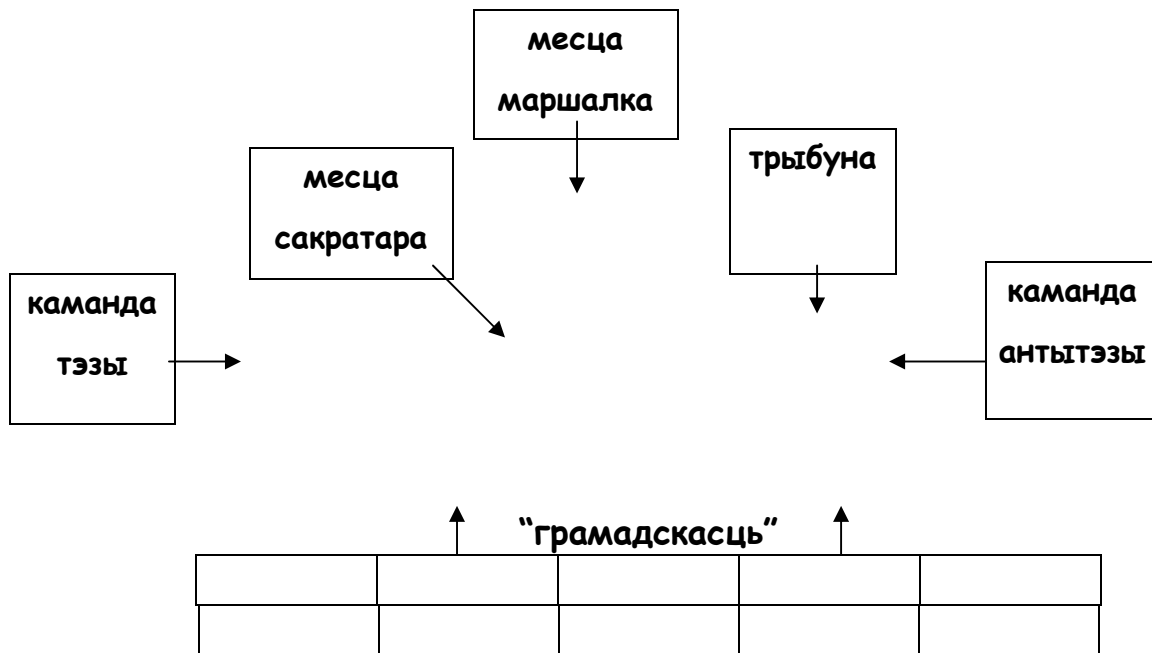 месца
маршалка
трыбуна
месца
сакратара
каманда
тэзы
каманда
антытэзы
“грамадскасць”